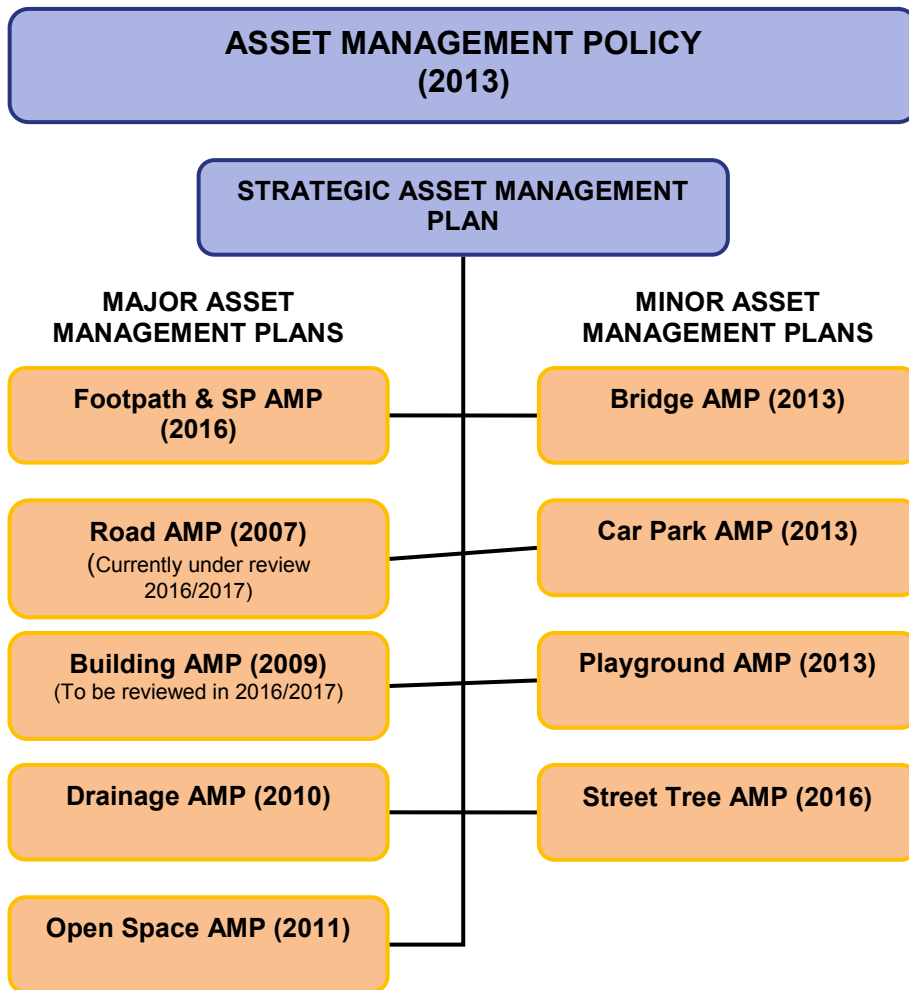 ASSET MANAGEMENT POLICY
(2013)
STRATEGIC ASSET MANAGEMENT
PLAN
MAJOR ASSET
MANAGEMENT PLANS
MINOR ASSET
MANAGEMENT PLANS
Footpath & SP AMP
(2016)
Bridge AMP (2013)
Road AMP (2007)
(Currently under review
2016/2017)
Car Park AMP (2013)
Building AMP (2009)
(To be reviewed in 2016/2017)
Playground AMP (2013)
Drainage AMP (2010)
Street Tree AMP (2016)
Open Space AMP (2011)